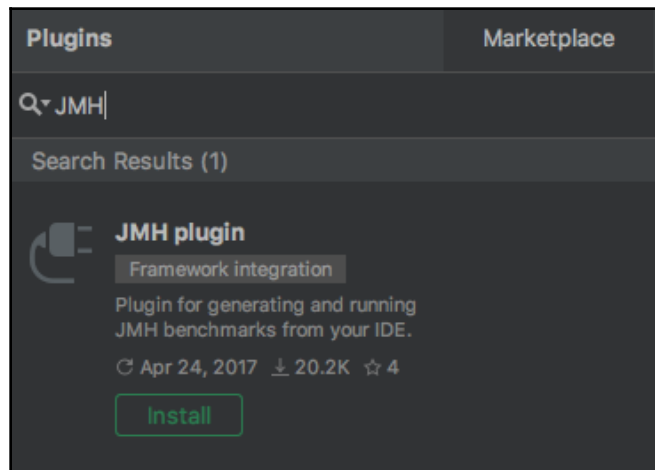 Plugins Marketplace
JMH
Search Results (1)
JMH plugin
Framework integration
Plugin for generating and running
JMH benchmarks from your IDE.
Apr 24, 2017 20.2K 4
Install